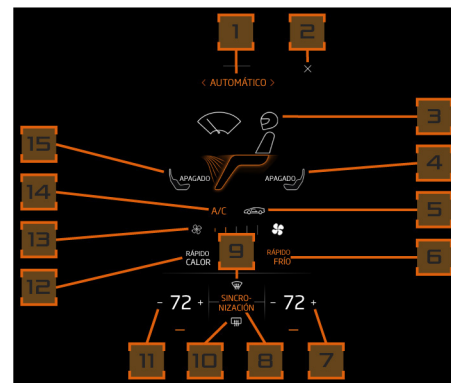 1 2
< AUTOMÁTICO >
3
15 APAGADO APAGADO 4
14 A/C 5
13
12 RÁPIDO CALOR 9 RÁPIDO FRÍO 6
- 72 + SINCRO-NIZACIÓN - 72 +
11 10 8 7